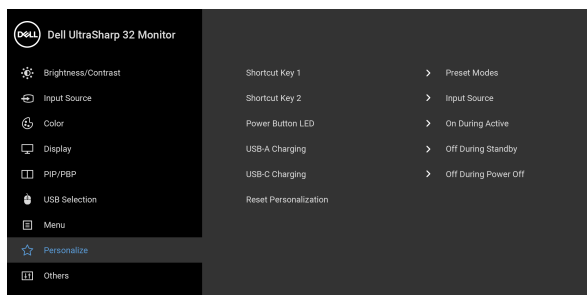 DELL Dell UltraSharp 32 Monitor
Brightness/Contrast
Input Source
Color
Display
PIP/PBP
USB Selection
Menu
Personalize
Others
Shortcut Key 1 > Preset Modes
Shortcut Key 2 > Input Source
Power Button LED > On During Active
USB-A Charging > Off During Standby
USB-C Charging > Off During Power Off
Reset Personalization